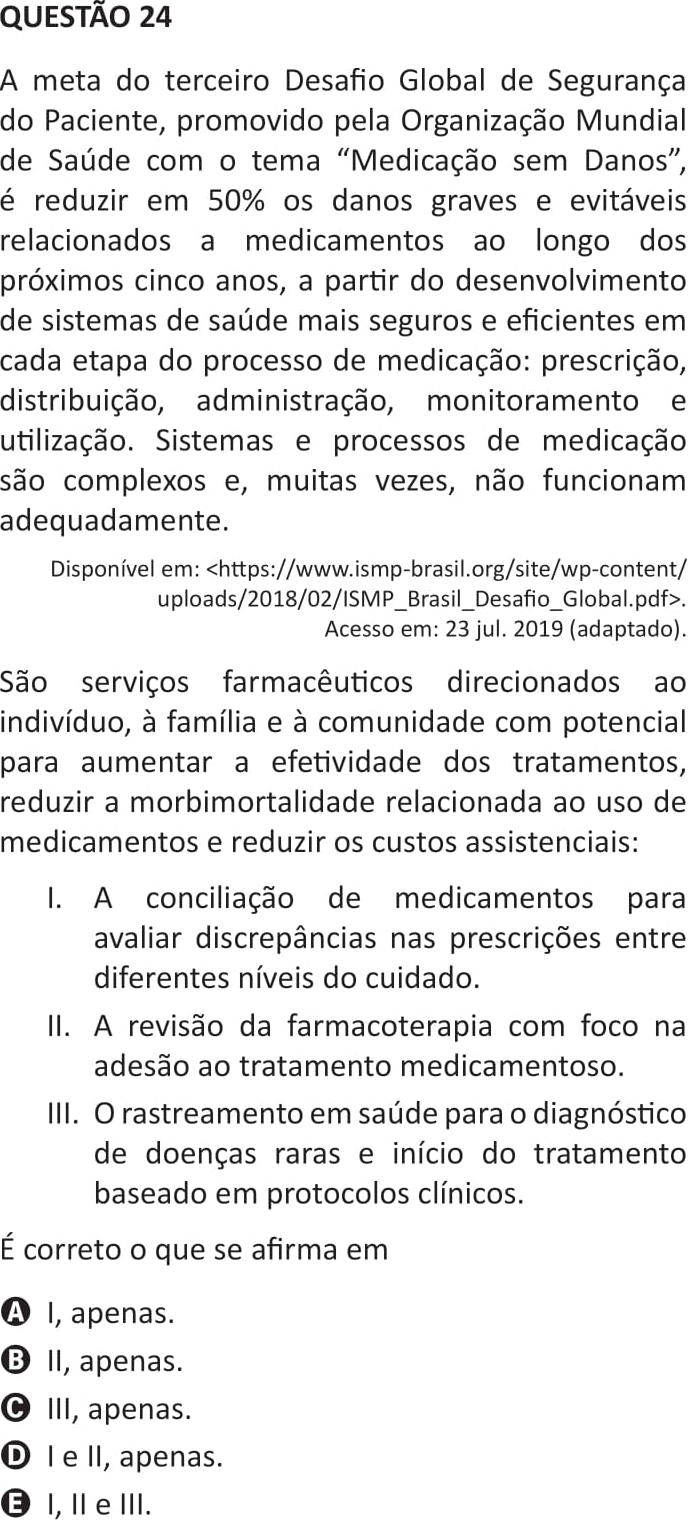 QUESTÃO 24
A meta do terceiro Desafio Global de Segurança
do Paciente, promovido pela Organização Mundial
de Saúde com o tema “Medicação sem Danos”,
é reduzir em 50% os danos graves e evitáveis
relacionados a medicamentos ao longo dos
próximos cinco anos, a partir do desenvolvimento
de sistemas de saúde mais seguros e eficientes em
cada etapa do processo de medicação: prescrição,
distribuição, administração, monitoramento e
utilização. Sistemas e processos de medicação
são complexos e, muitas vezes, não funcionam
adequadamente.
Disponível em: <https://www.ismp-brasil.org/site/wp-content/
uploads/2018/02/ISMP_Brasil_Desafio_Global.pdf>.
Acesso em: 23 jul. 2019 (adaptado).
São serviços farmacêuticos direcionados ao
indivíduo, à família e à comunidade com potencial
para aumentar a efetividade dos tratamentos,
reduzir a morbimortalidade relacionada ao uso de
medicamentos e reduzir os custos assistenciais:
I. A conciliação de medicamentos para
avaliar discrepâncias nas prescrições entre
diferentes níveis do cuidado.
II. A revisão da farmacoterapia com foco na
adesão ao tratamento medicamentoso.
III. O rastreamento em saúde para o diagnóstico
de doenças raras e início do tratamento
baseado em protocolos clínicos.
É correto o que se afirma em
A I, apenas.
B II, apenas.
C III, apenas.
D I e II, apenas.
E I, II e III.